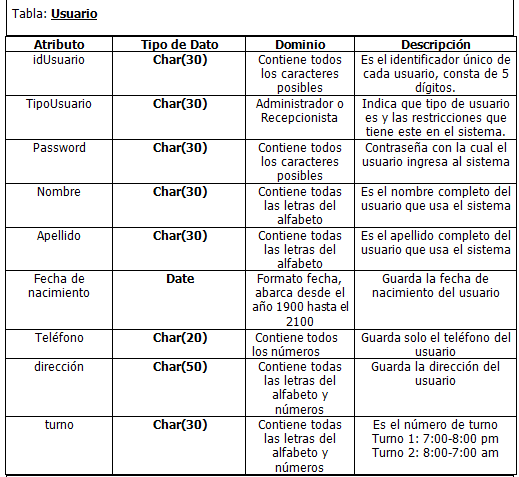 Tabla: Usuario
Atributo Tipo de Dato Dominio Descripción
idUsuario Char(30) Contiene todos los caracteres posibles Es el identificador único de cada usuario, consta de 5 dígitos.
TipoUsuario Char(30) Administrador o Recepcionista Indica que tipo de usuario es y las restricciones que tiene este en el sistema.
Password Char(30) Contiene todos los caracteres posibles Contraseña con la cual el usuario ingresa al sistema
Nombre Char(30) Contiene todas las letras del alfabeto Es el nombre completo del usuario que usa el sistema
Apellido Char(30) Contiene todas las letras del alfabeto Es el apellido completo del usuario que usa el sistema
Fecha de nacimiento Date Formato fecha, abarca desde el año 1900 hasta el 2100 Guarda la fecha de nacimiento del usuario
Teléfono Char(20) Contiene todos los números Guarda solo el teléfono del usuario
dirección Char(50) Contiene todas las letras del alfabeto y números Guarda la dirección del usuario
turno Char(30) Contiene todas las letras del alfabeto y números Es el número de turno Turno 1: 7:00-8:00 pm Turno 2: 8:00-7:00 am